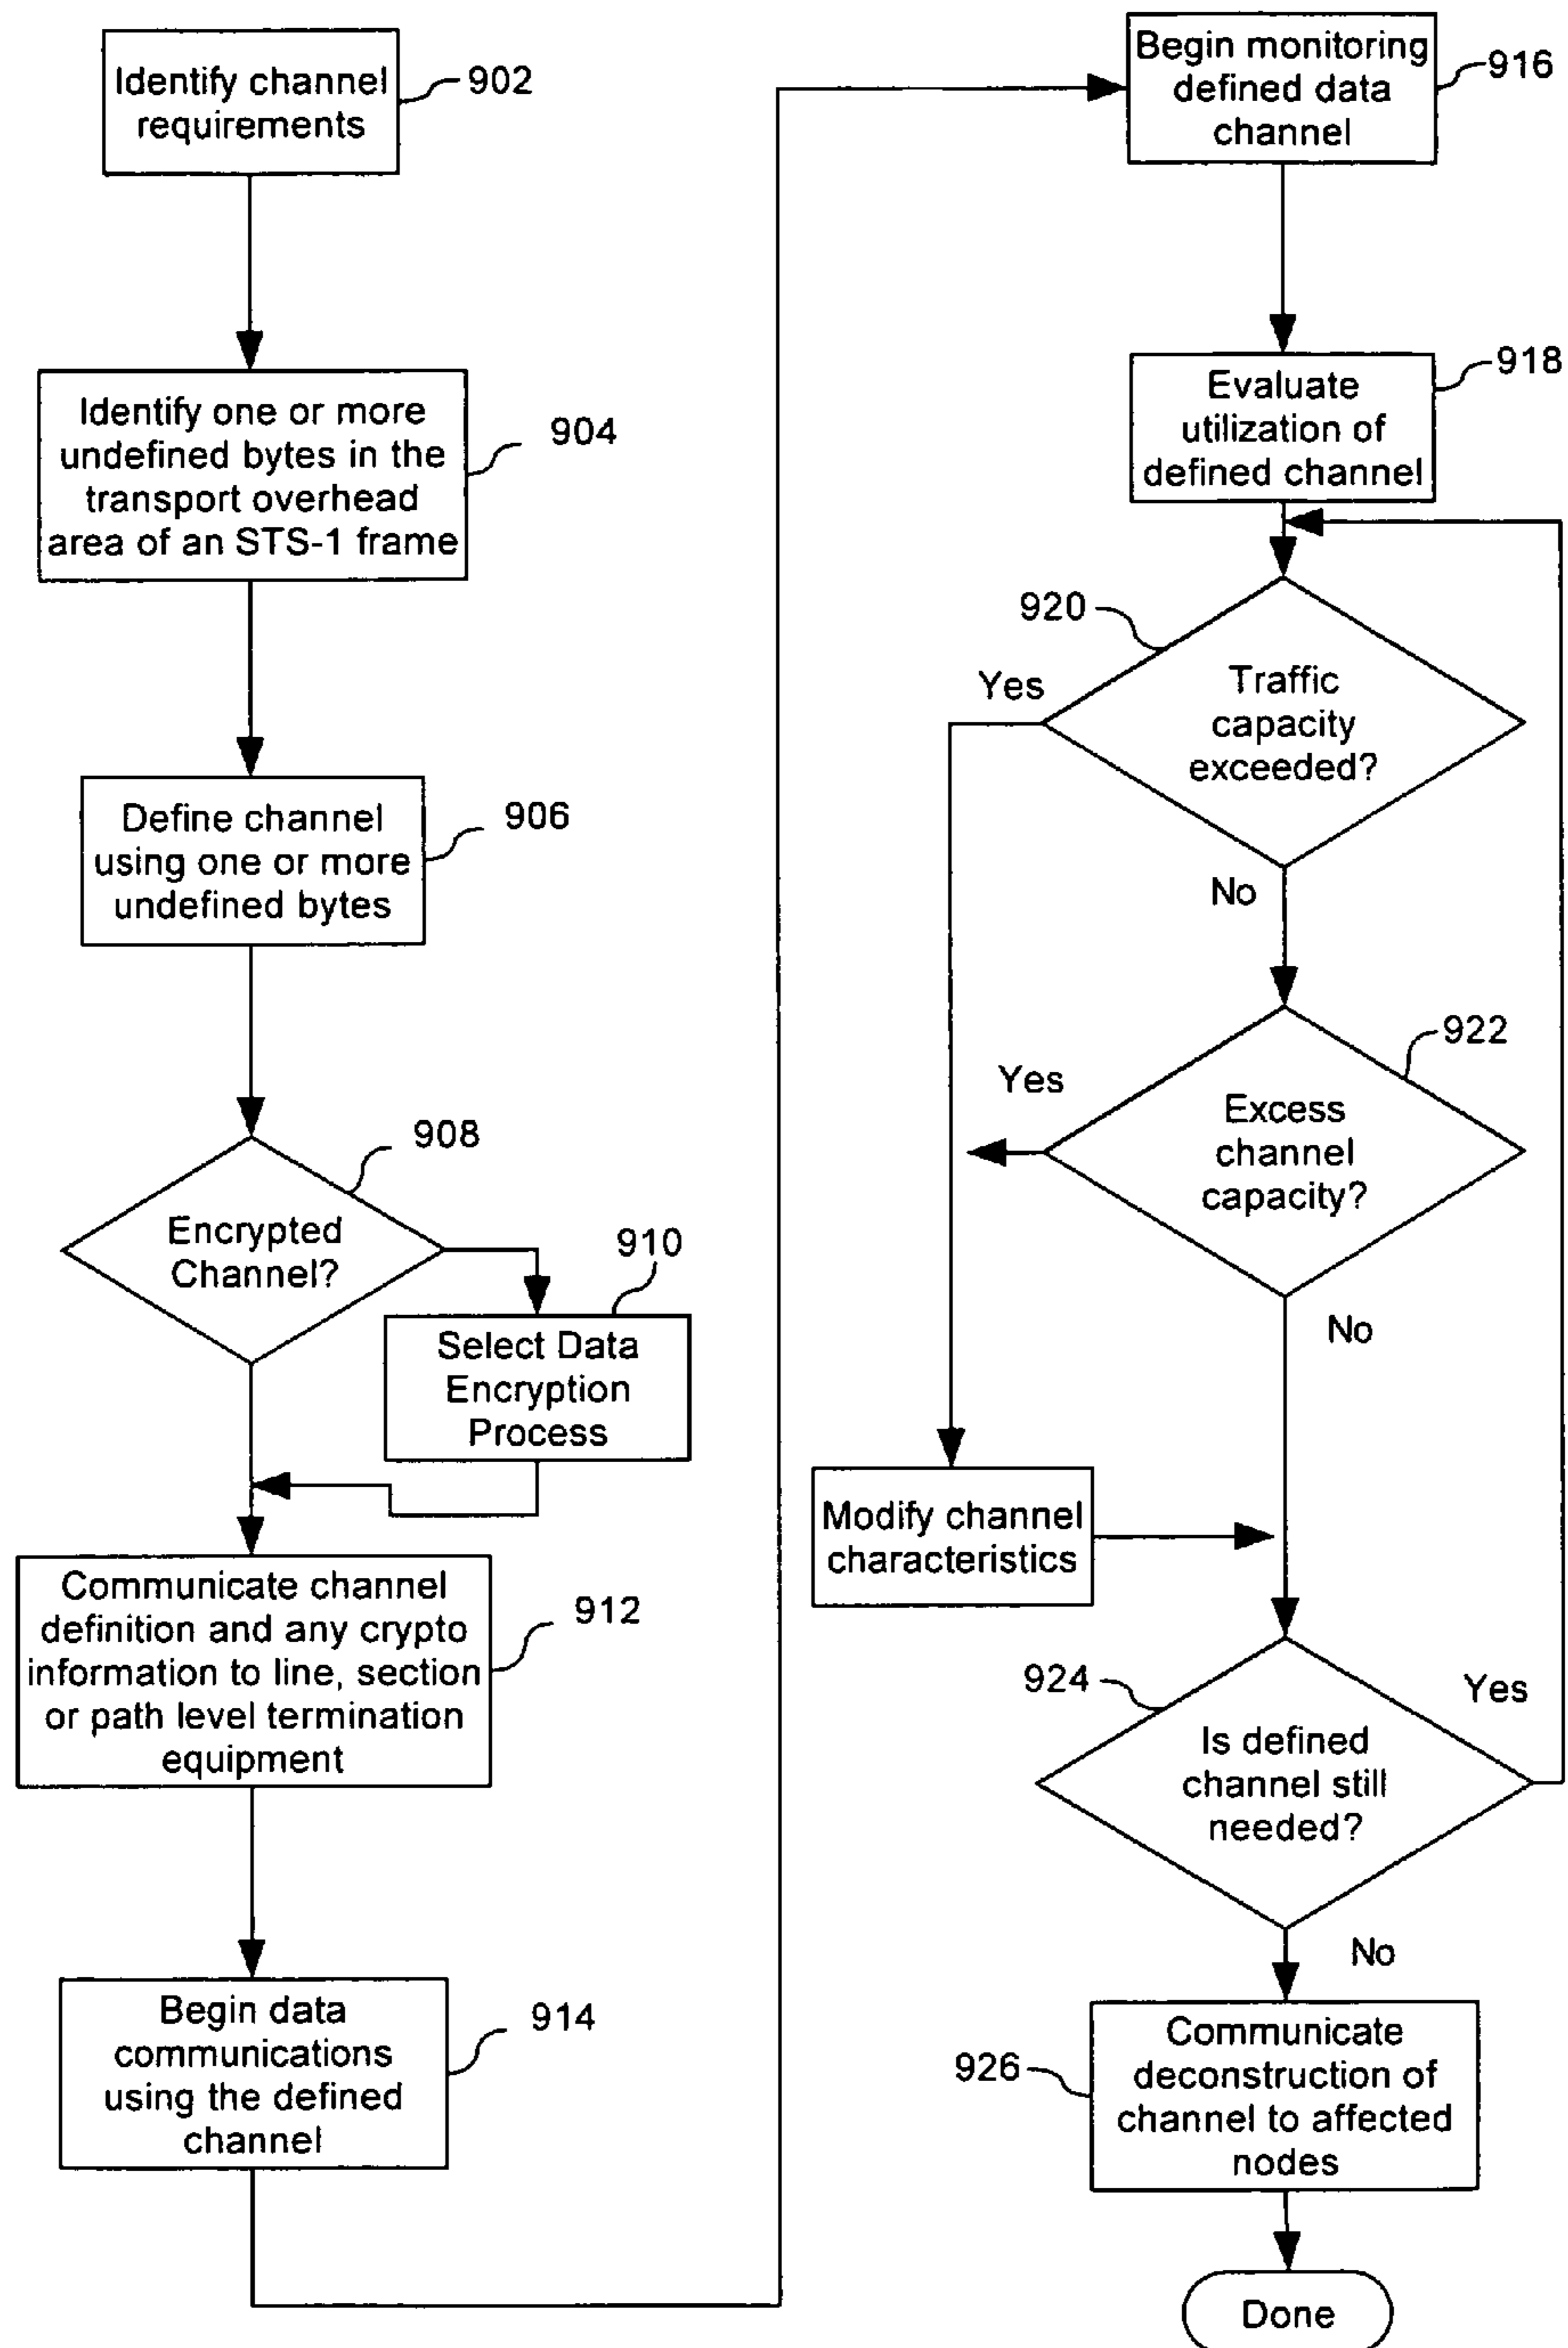 Identify channel
requirements
902
Identify one or more
undefined bytes in the
transport overhead
area of an STS-1 frame
904
Define channel
using one or more
undefined bytes
906
Encrypted
Channel?
908
Select Data
Encryption
Process
910
Communicate channel
definition and any crypto
information to line, section
or path level termination
equipment
912
Begin data
communications
using the defined
channel
914
Begin monitoring
defined data
channel
916
Evaluate
utilization of
defined channel
918
920
Yes
Traffic
capacity
exceeded?
No
922
Yes
Excess
channel
capacity?
No
Modify channel
characteristics
924
Yes
Is defined
channel still
needed?
No
926
Communicate
deconstruction of
channel to affected
nodes
Done